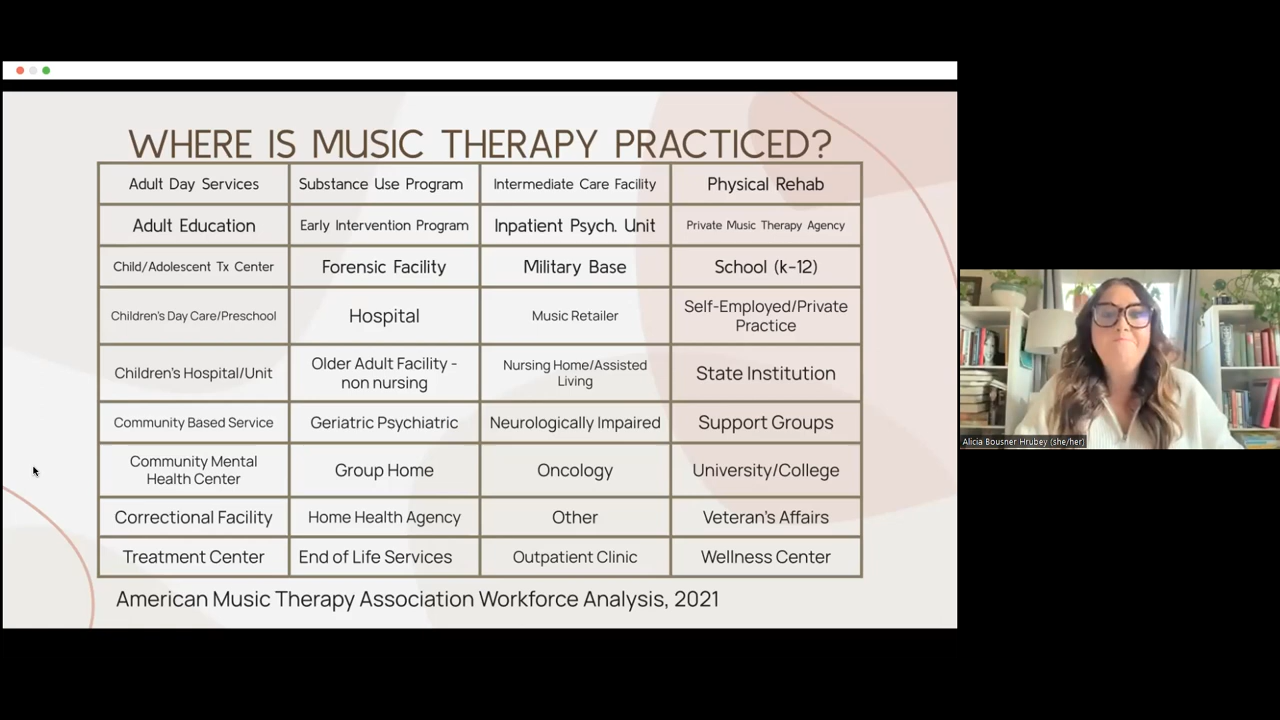 WHERE IS MUSIC THERAPY PRACTICED?
Adult Day Services
Substance Use Program
Intermediate Care Facility
Physical Rehab
Adult Education
Early Intervention Program
Inpatient Psych. Unit
Private Music Therapy Agency
Child/Adolescent Tx Center
Forensic Facility
Military Base
School (k-12)
Children's Day Care/Preschool
Hospital
Music Retailer
Self-Employed/Private
Practice
Children's Hospital/Unit
Older Adult Facility -
non nursing
Nursing Home/Assisted
Living
State Institution
Community Based Service
Geriatric Psychiatric
Neurologically Impaired
Support Groups
Community Mental
Health Center
Group Home
Oncology
University/College
Correctional Facility
Home Health Agency
Other
Veteran's Affairs
Treatment Center
End of Life Services
Outpatient Clinic
Wellness Center
American Music Therapy Association Workforce Analysis, 2021
Alicia Bousner Hrubey (she/her)